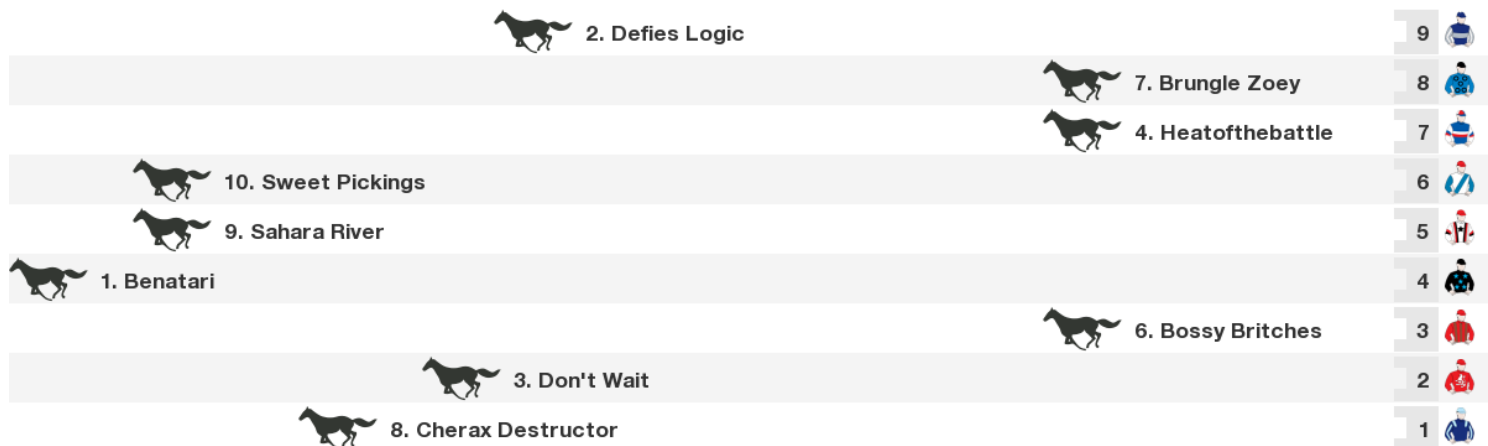 2. Defies Logic 9
7. Brungle Zoey 8
4. Heatofthebattle 7
10. Sweet Pickings 6
9. Sahara River 5
1. Benatari 4
6. Bossy Britches 3
3. Don't Wait 2
8. Cherax Destructor 1